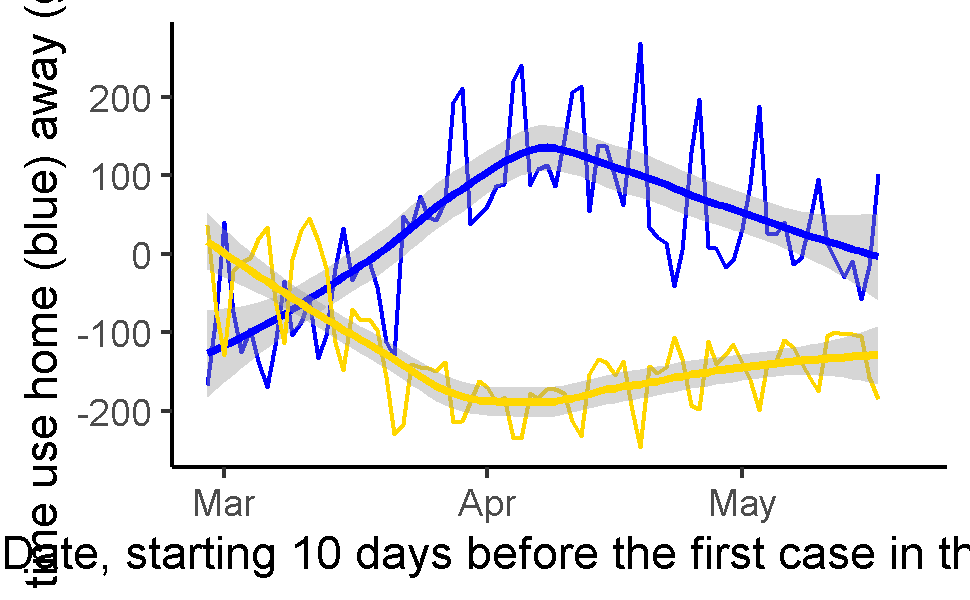 time use home (blue) away (
200
100
0
-100
-200
Mar Apr May
Date, starting 10 days before the first case in th